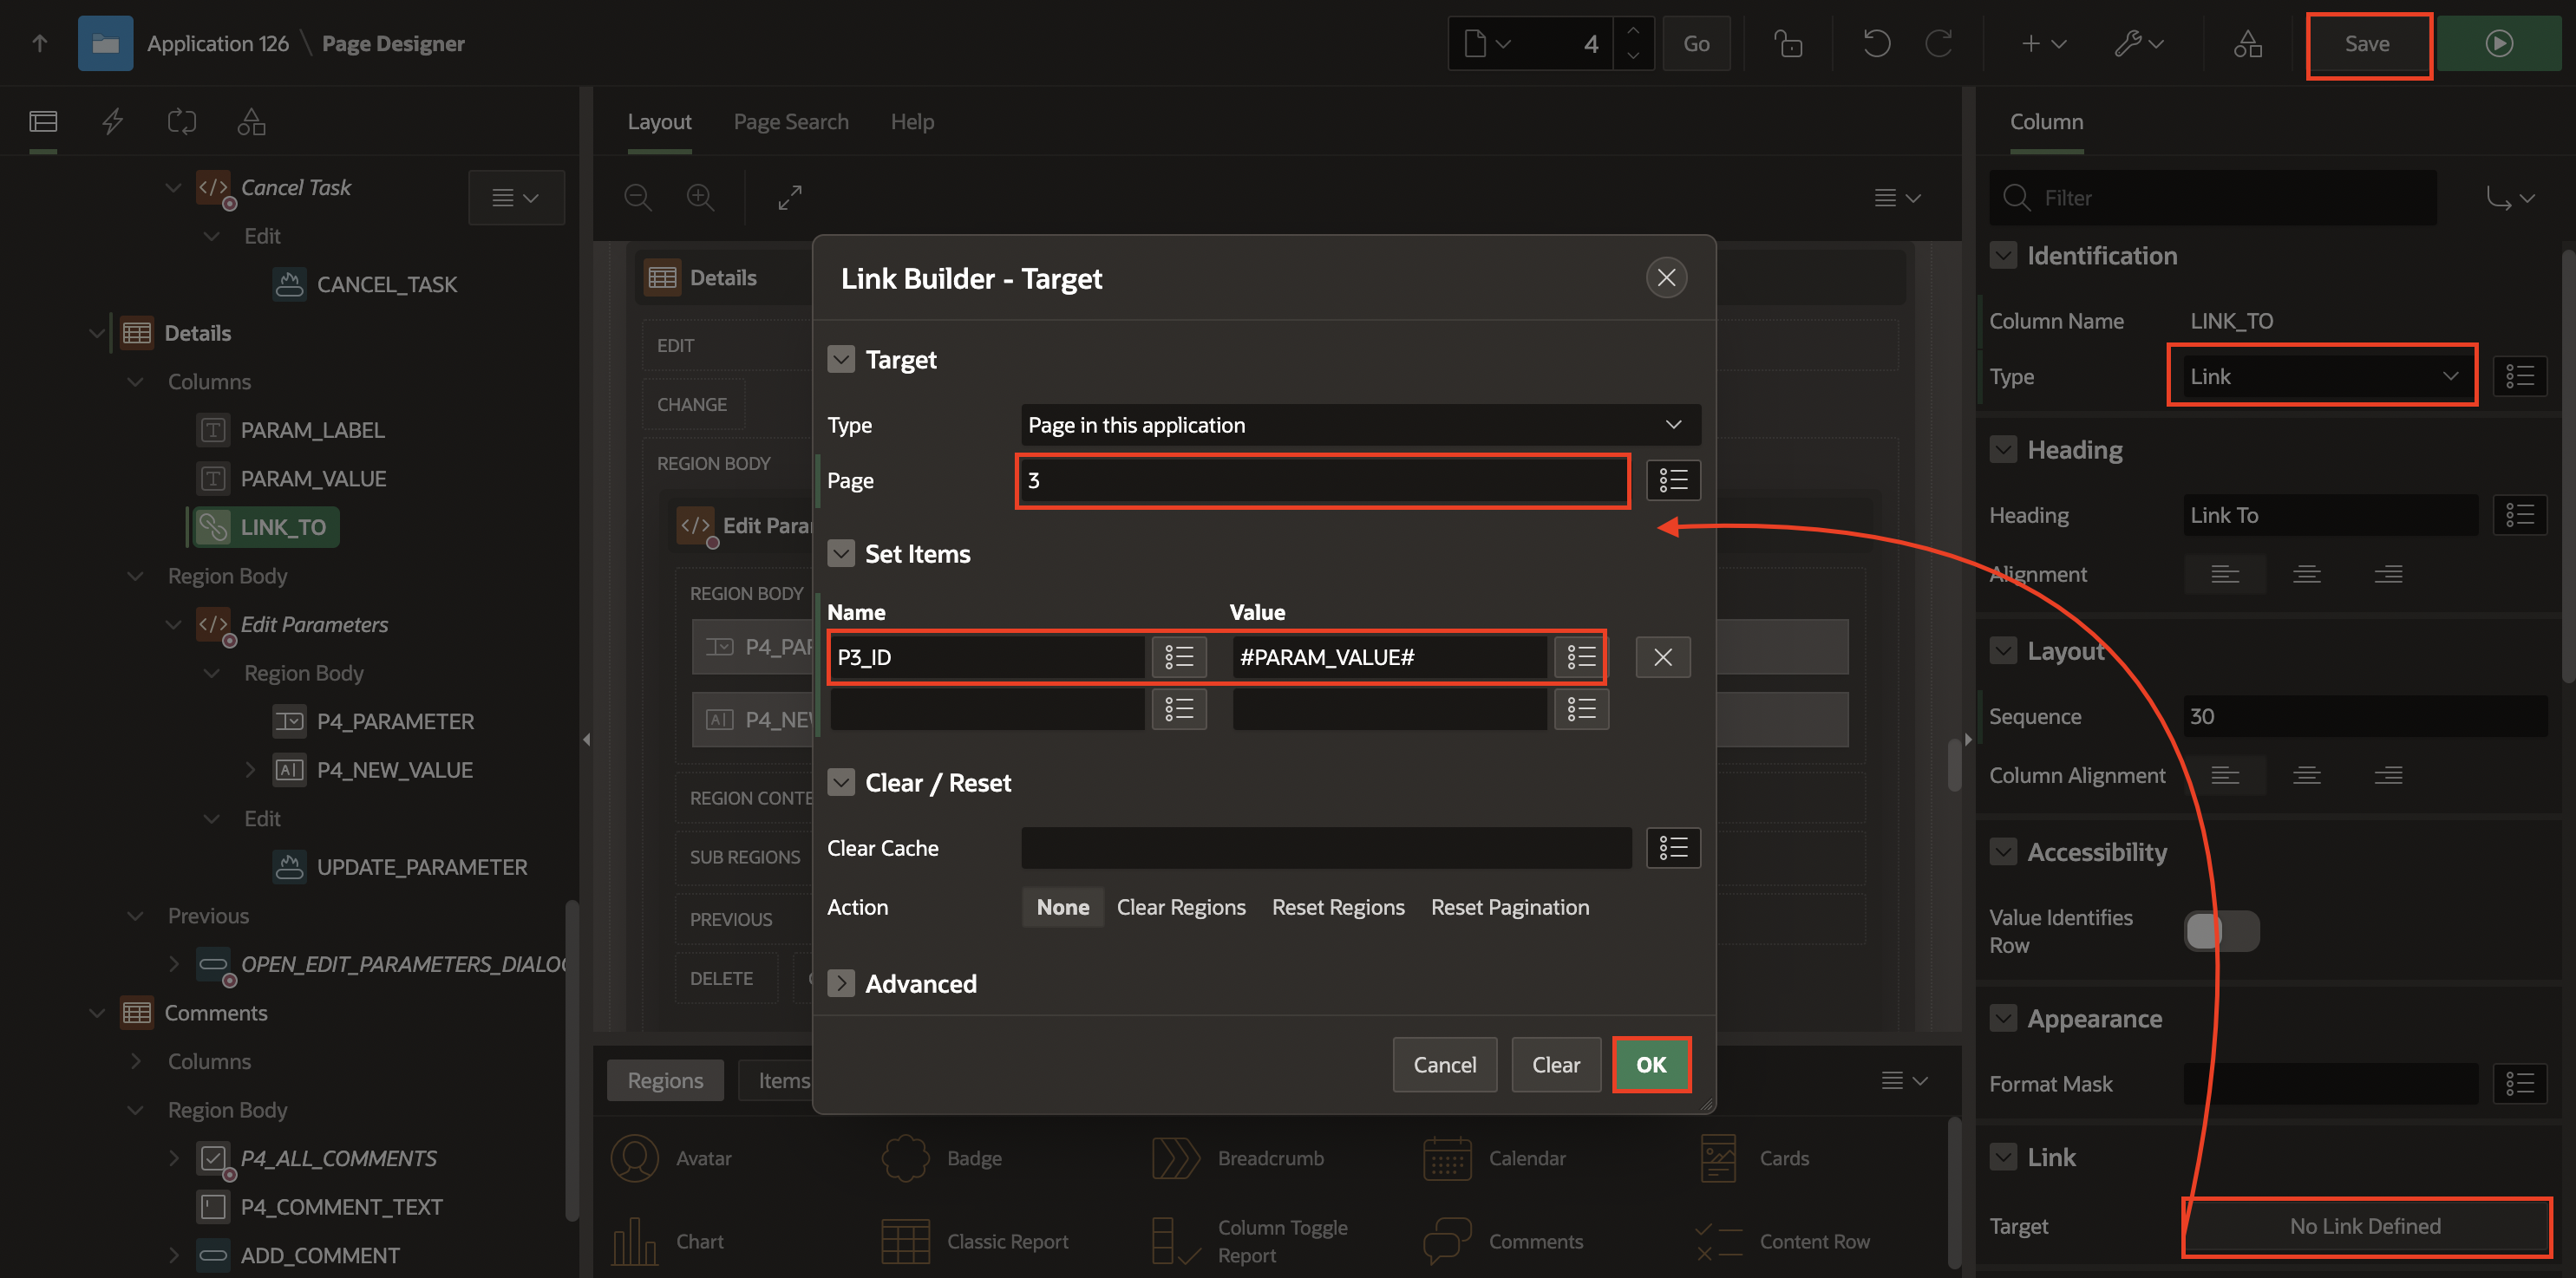 Application 126 \ Page Designer
4
Go
Save
Layout
Page Search
Help
Column
Cancel Task
Edit
CANCEL_TASK
Details
Columns
PARAM_LABEL
PARAM_VALUE
LINK_TO
Region Body
Edit Parameters
Region Body
P4_PARAMETER
P4_NEW_VALUE
Edit
UPDATE_PARAMETER
Previous
OPEN_EDIT_PARAMETERS_DIALO
Comments
Columns
Region Body
P4_ALL_COMMENTS
P4_COMMENT_TEXT
ADD_COMMENT
Details
EDIT
CHANGE
REGION BODY
Edit Para
REGION BODY
P4_PAR
P4_NE
REGION CONTE
SUB REGIONS
PREVIOUS
DELETE
Link Builder - Target
Target
Type
Page in this application
Page
3
Set Items
Name Value
P3_ID #PARAM_VALUE#
Clear / Reset
Clear Cache
Action
None Clear Regions Reset Regions Reset Pagination
Advanced
Cancel
Clear
OK
Regions
Items
Avatar
Badge
Breadcrumb
Calendar
Cards
Chart
Classic Report
Column Toggle
Report
Comments
Content Row
Filter
Identification
Column Name LINK_TO
Type Link
Heading
Heading Link To
Alignment
Layout
Sequence 30
Column Alignment
Accessibility
Value Identifies
Row
Appearance
Format Mask
Link
Target No Link Defined